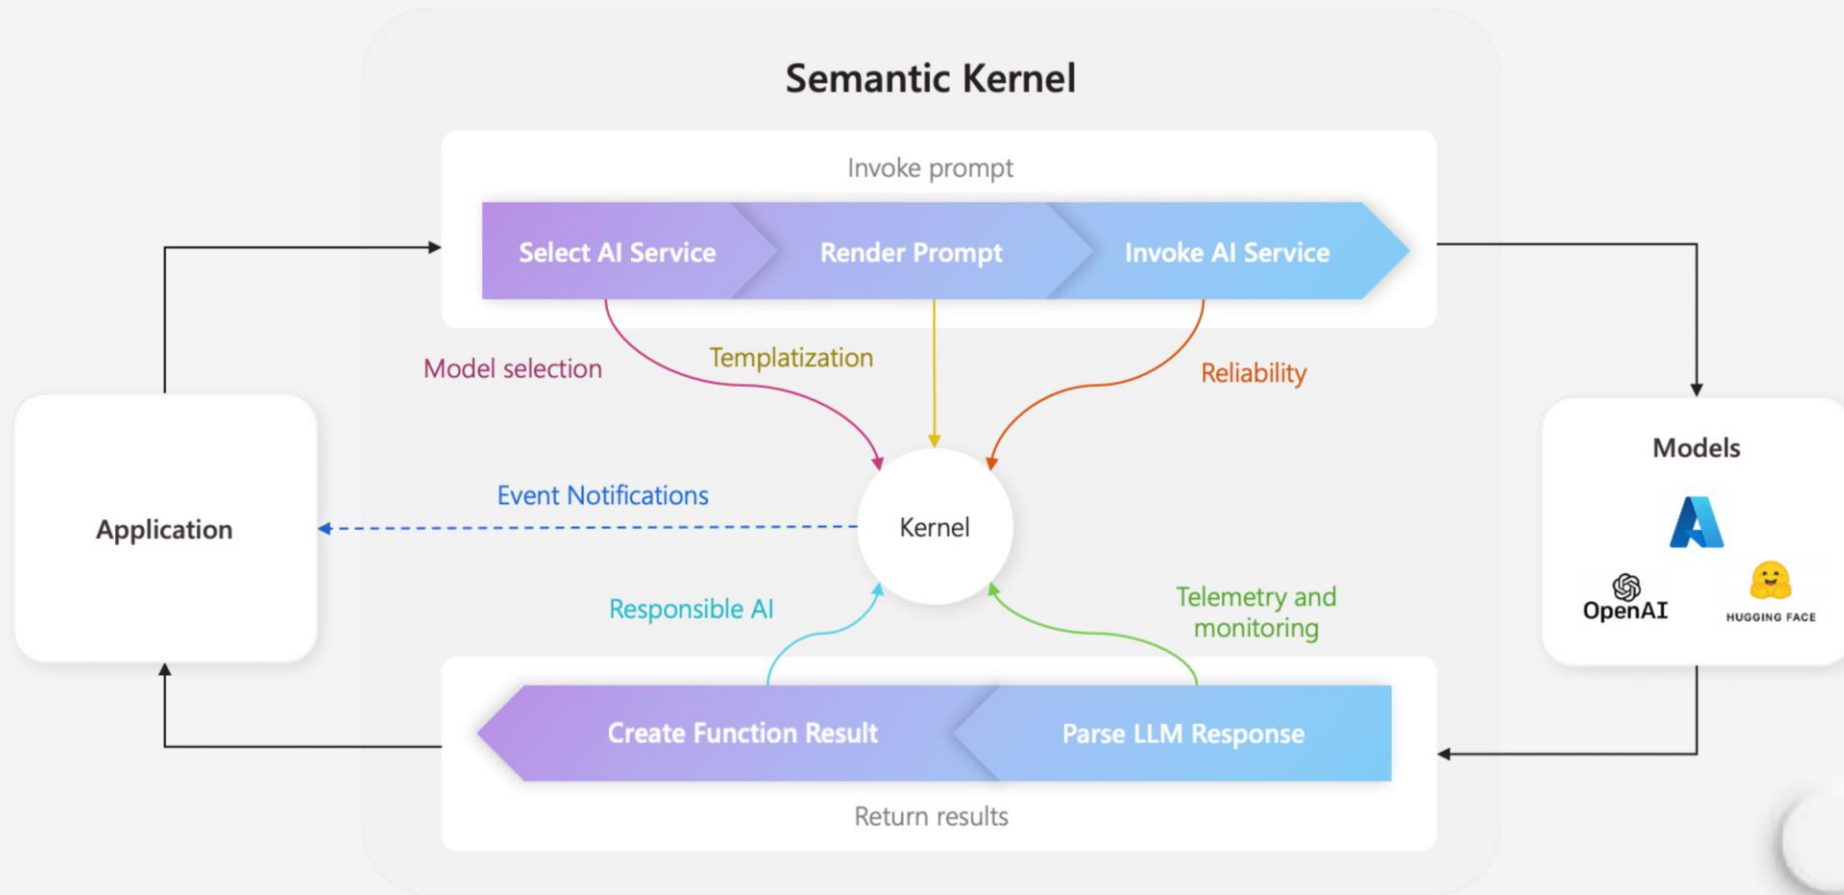 Semantic Kernel
Invoke prompt
Select AI Service
Render Prompt
Invoke AI Service
Model selection
Templatization
Reliability
Application
Event Notifications
Kernel
Models
OpenAI
HUGGING FACE
Responsible AI
Telemetry and
monitoring
Create Function Result
Parse LLM Response
Return results